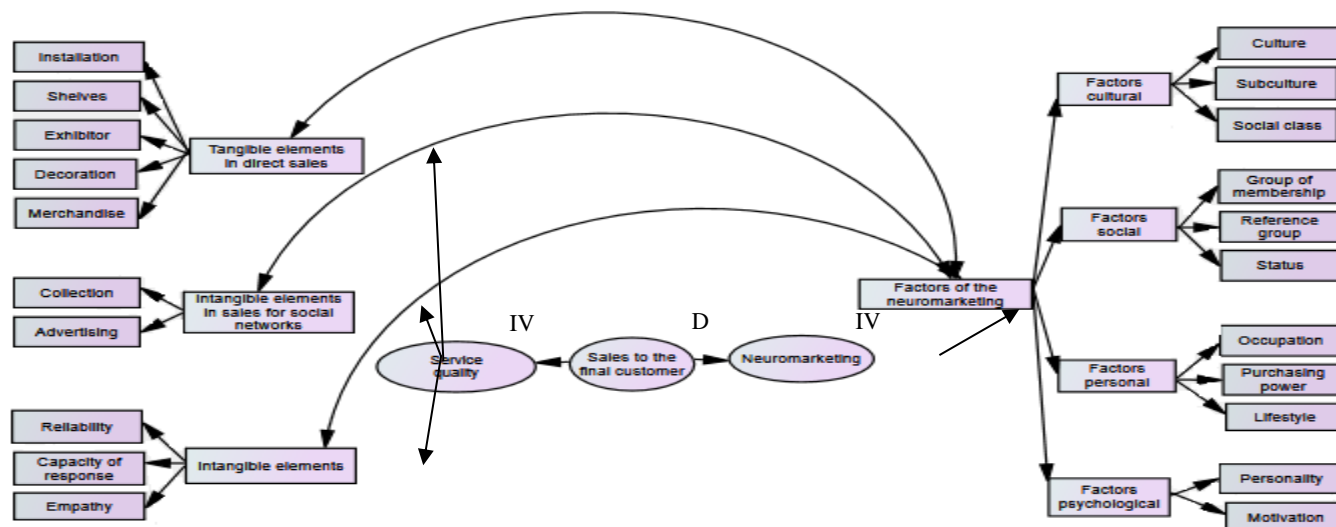 Installation
Shelves
Exhibitor
Decoration
Merchandise
Tangible elements
in direct sales
Collection
Advertising
Intangible elements
in sales for social
networks
Reliability
Capacity of
response
Empathy
Intangible elements
IV
D
IV
Service
quality
Sales to the
final customer
Neuromarketing
Factors of the
neuromarketing
Factors
cultural
Culture
Subculture
Social class
Factors
social
Group of
membership
Reference
group
Status
Factors
personal
Occupation
Purchasing
power
Lifestyle
Factors
psychological
Personality
Motivation